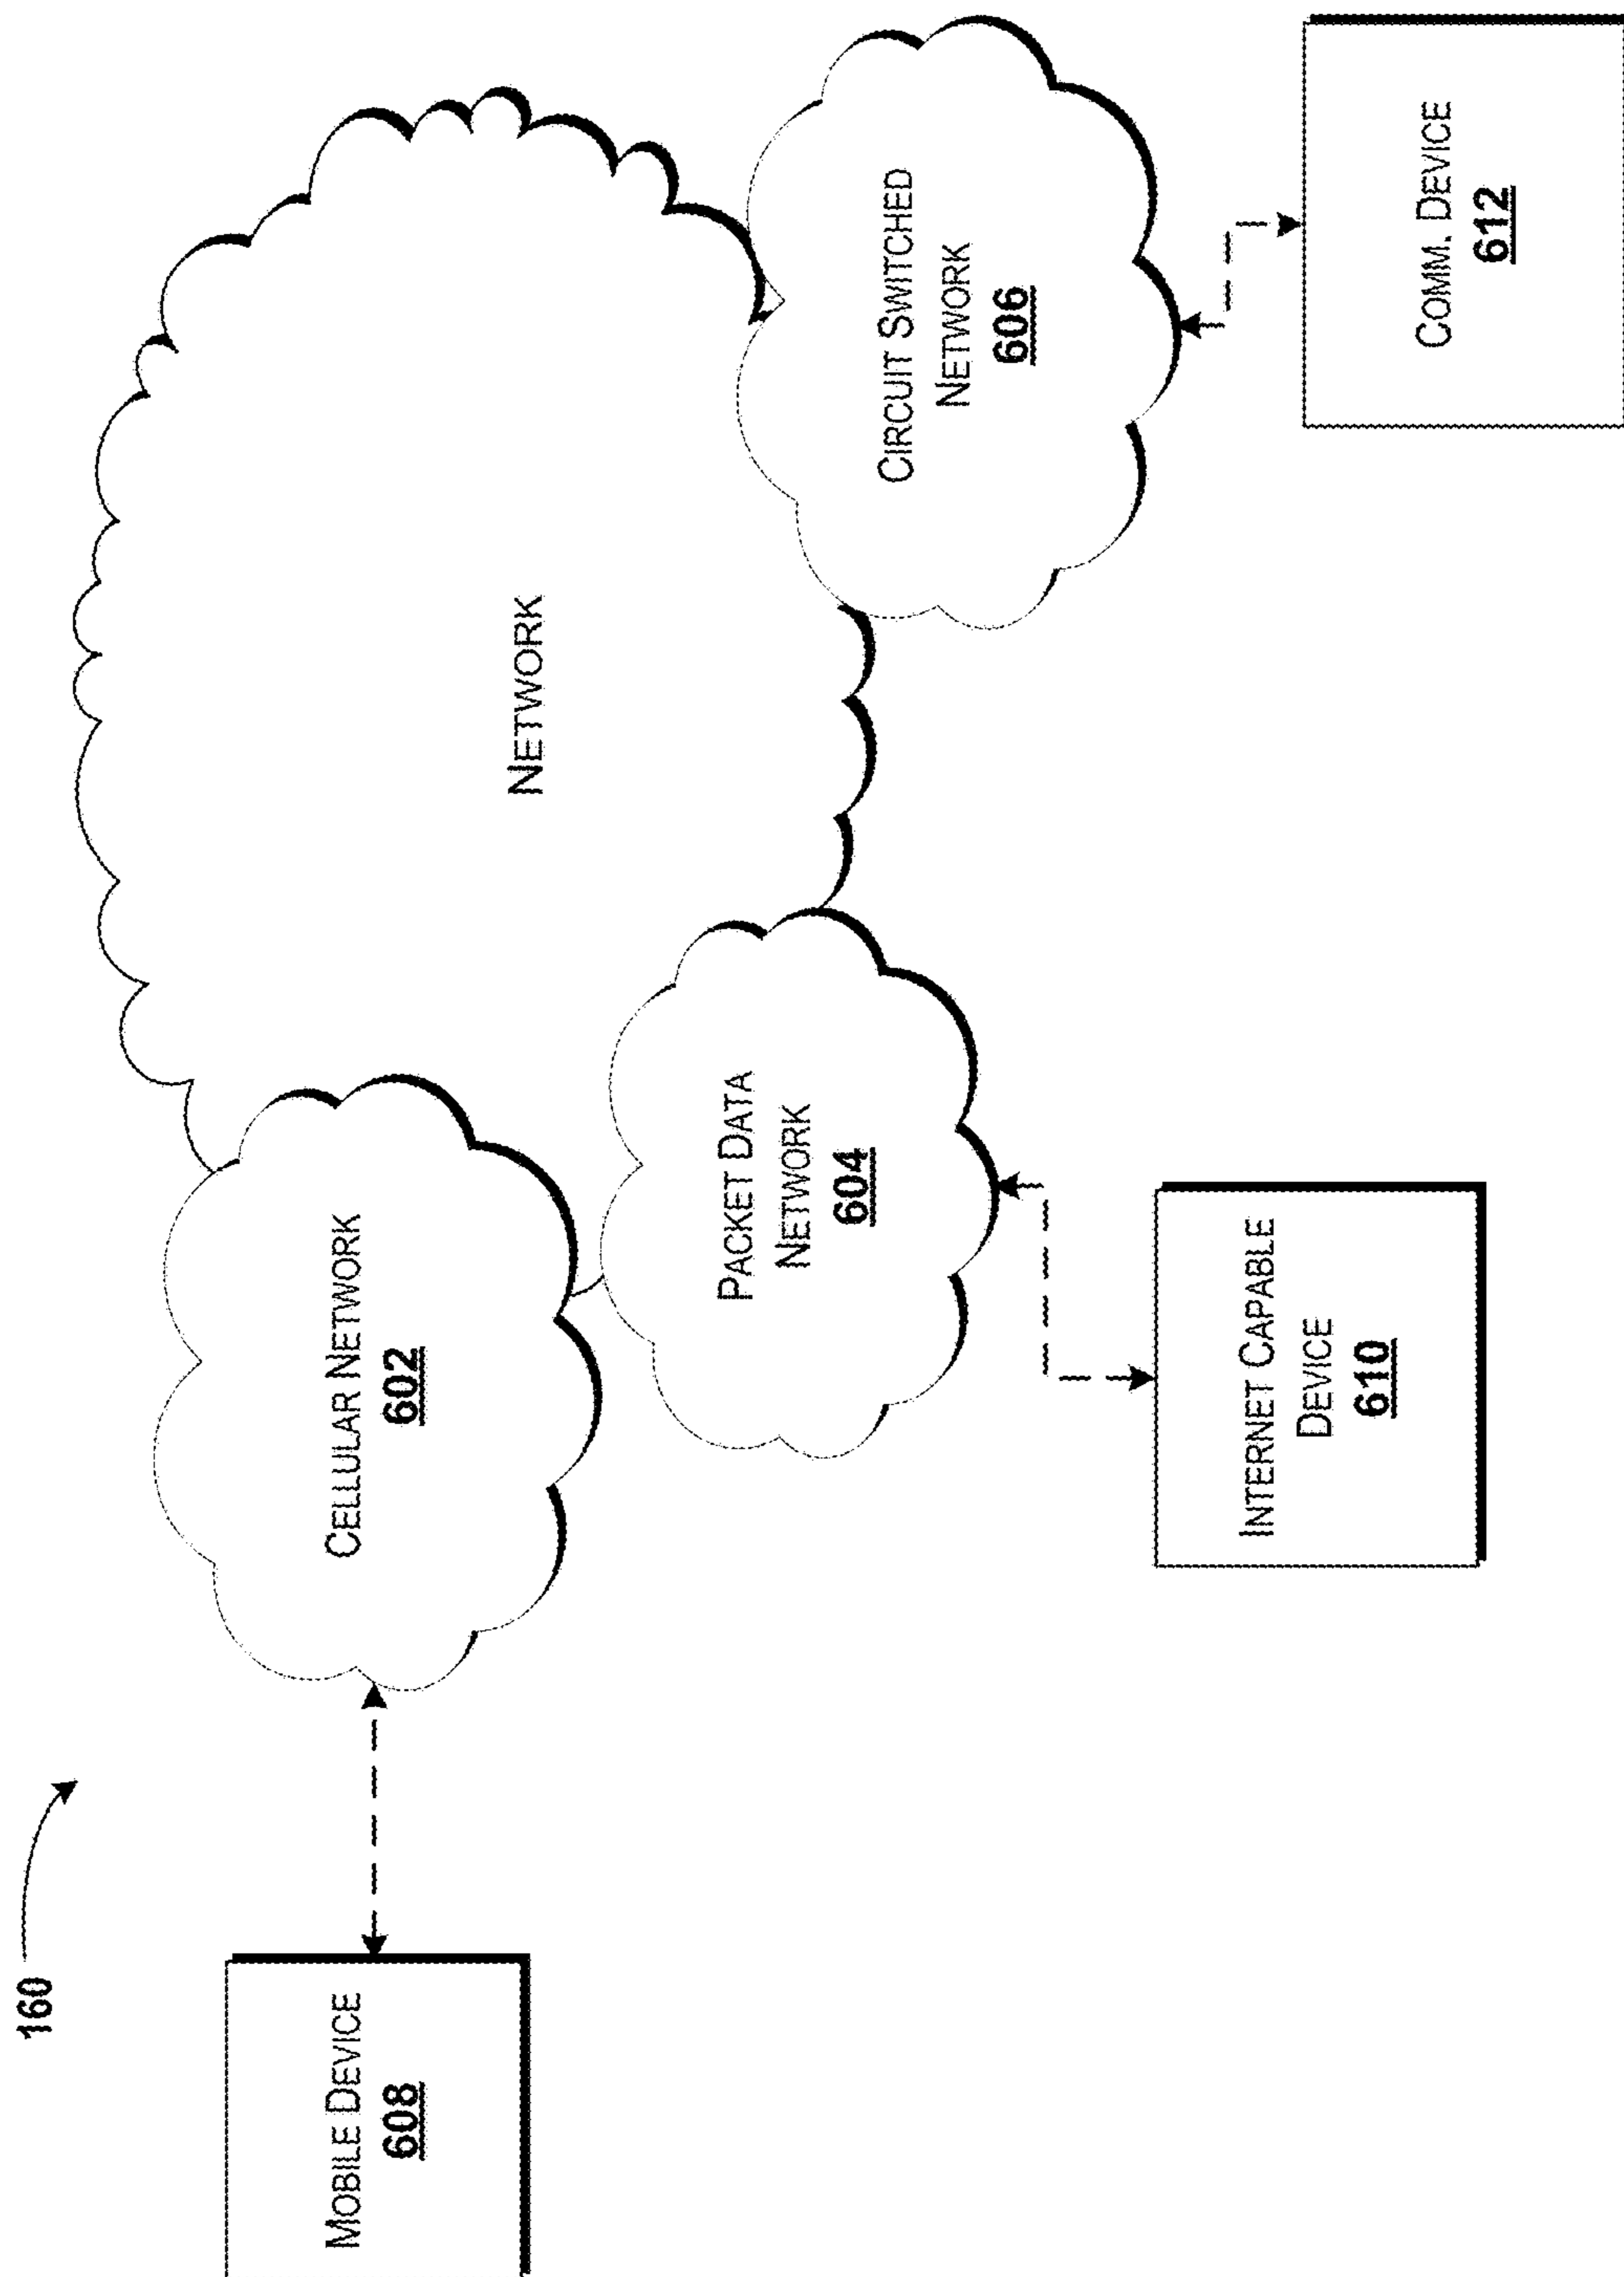 160
MOBILE DEVICE
608
CELLULAR NETWORK
602
NETWORK
PACKET DATA
NETWORK
604
CIRCUIT SWITCHED
NETWORK
606
INTERNET CAPABLE
DEVICE
610
COMM. DEVICE
612